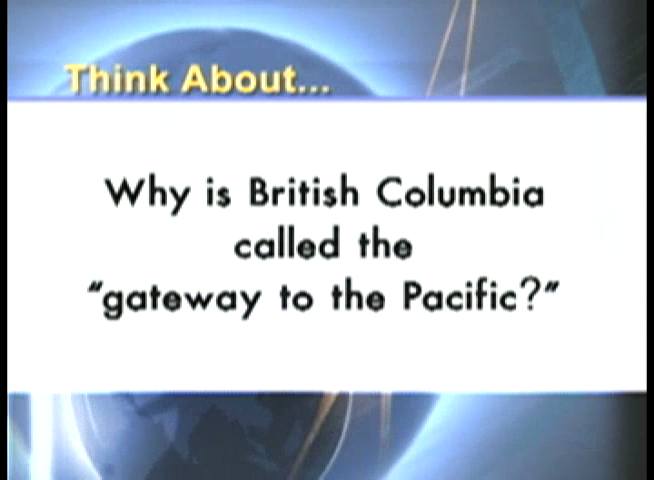 Think About...
Why is British Columbia
called the
“gateway to the Pacific?”